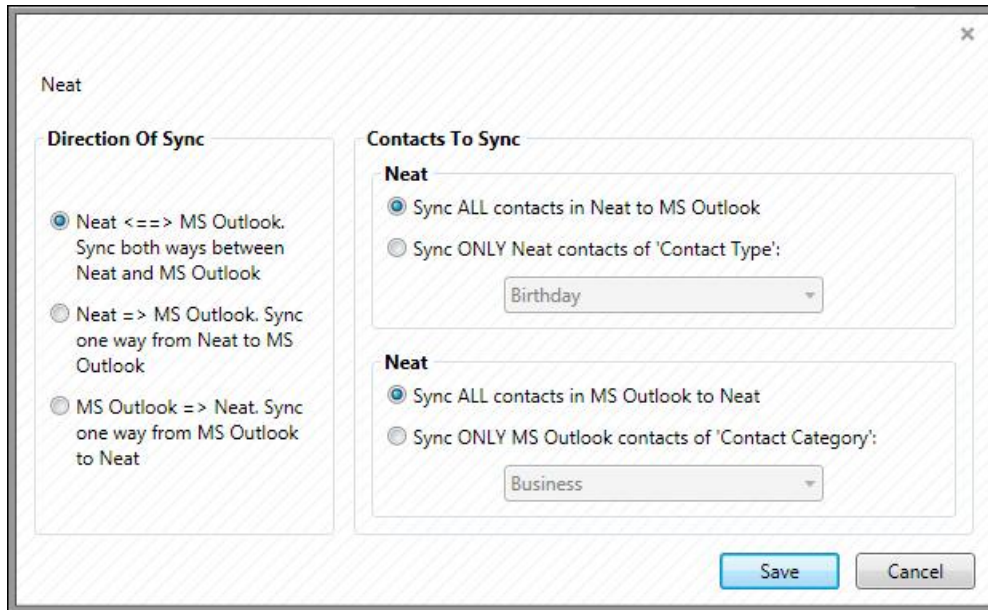 Neat
Direction Of Sync
Neat <==> MS Outlook.
Sync both ways between
Neat and MS Outlook
Neat => MS Outlook. Sync
one way from Neat to MS
Outlook
MS Outlook => Neat. Sync
one way from MS Outlook
to Neat
Contacts To Sync
Neat
Sync ALL contacts in Neat to MS Outlook
Sync ONLY Neat contacts of 'Contact Type':
Birthday
Neat
Sync ALL contacts in MS Outlook to Neat
Sync ONLY MS Outlook contacts of 'Contact Category':
Business
Save
Cancel